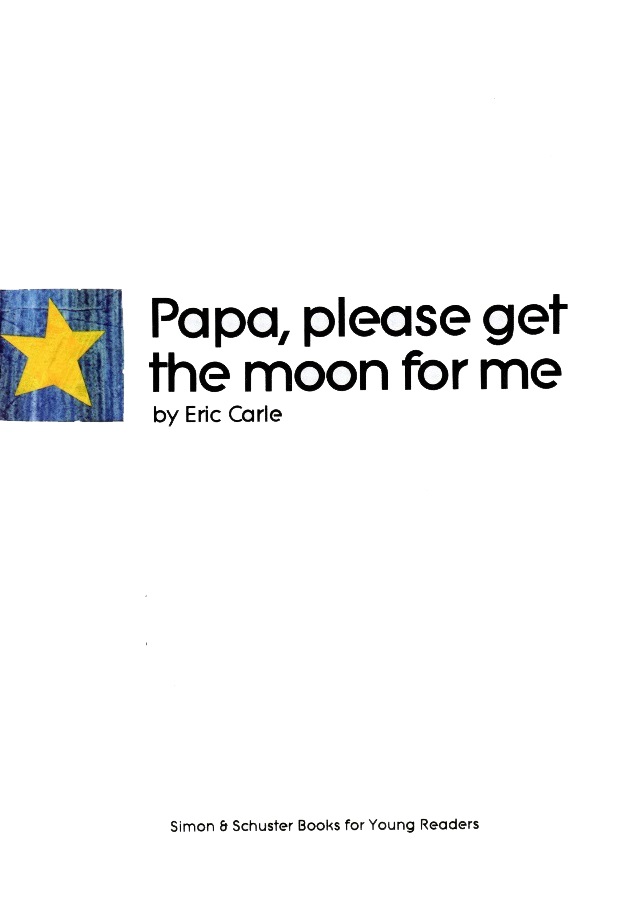 Papa, please get
the moon for me
by Eric Carle
Simon & Schuster Books for Young Readers